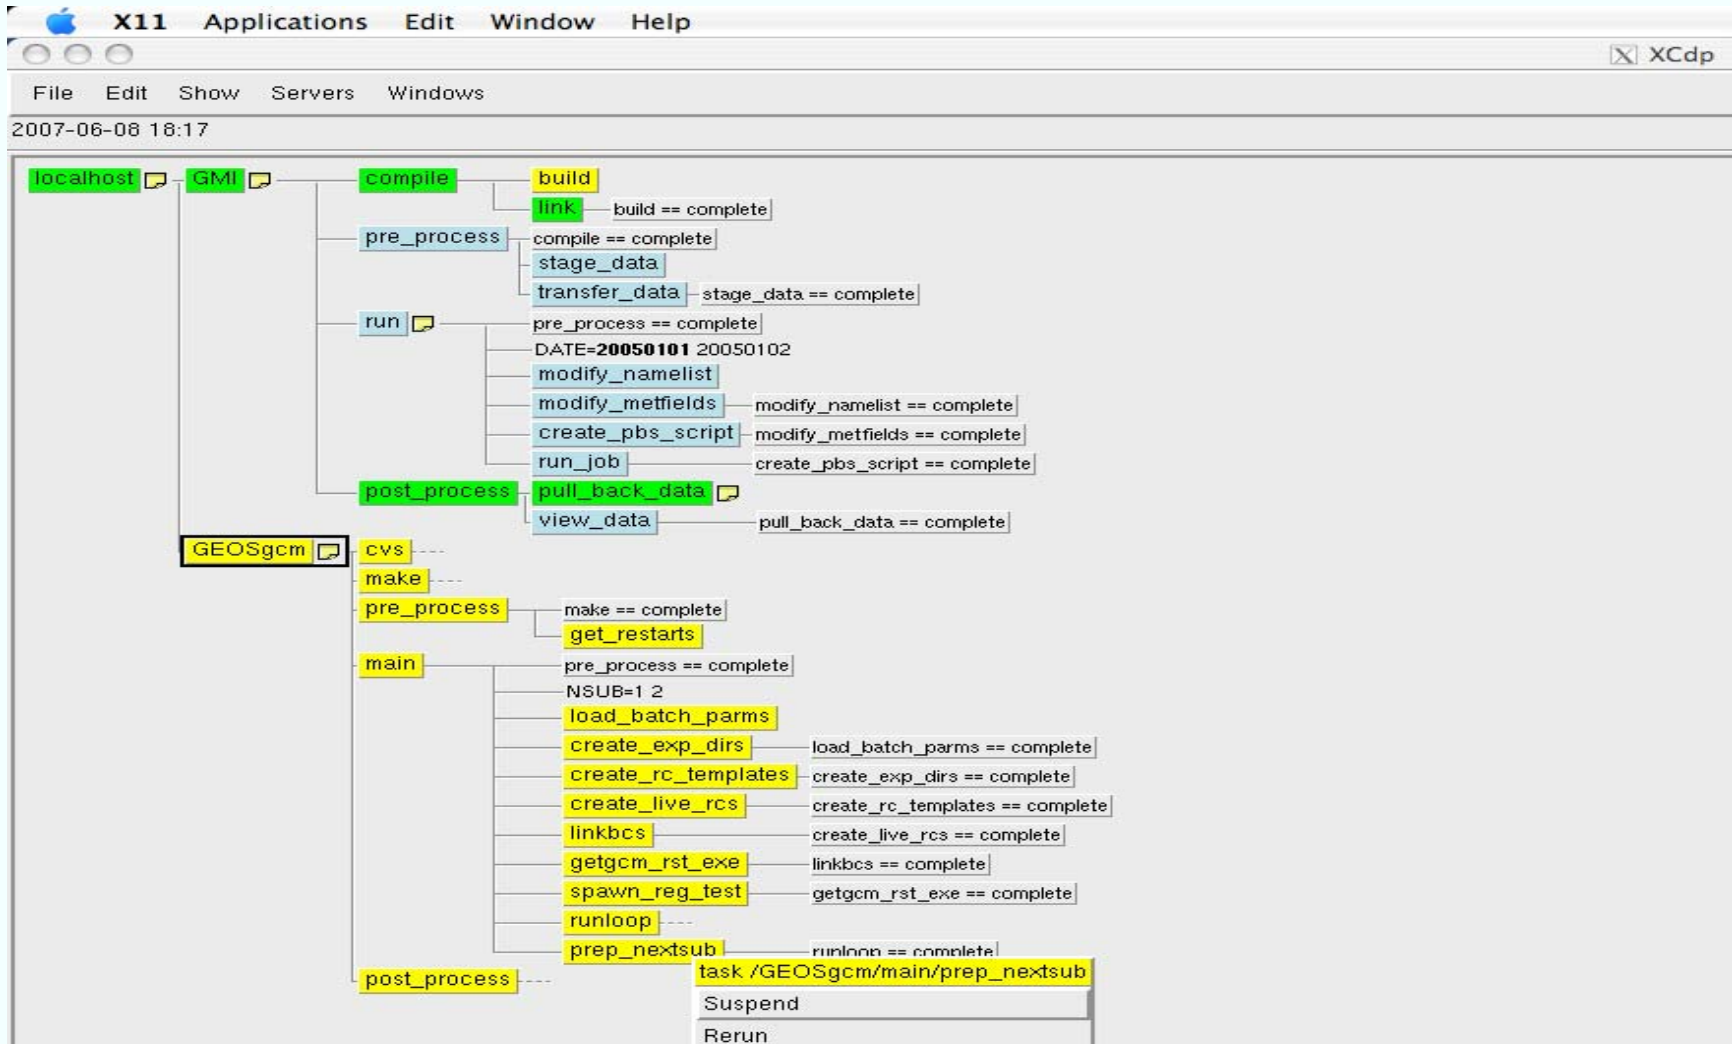 X11 Applications Edit Window Help
XCdp
File Edit Show Servers Windows
2007-06-08 18:17
localhost GMI compile build
link build == complete
pre_process compile == complete
stage_data
transfer_data stage_data == complete
run pre_process == complete
DATE=20050101 20050102
modify_namelist
modify_metfields modify_namelist == complete
create_pbs_script modify_metfields == complete
run_job create_pbs_script == complete
post_process pull_back_data
view_data pull_back_data == complete
GEOSgcm cvs
make
pre_process make == complete
get_restarts
main pre_process == complete
NSUB=1 2
load_batch_parms
create_exp_dirs load_batch_parms == complete
create_rc_templates create_exp_dirs == complete
create_live_rcs create_rc_templates == complete
linkbcs create_live_rcs == complete
getgcm_rst_exe linkbcs == complete
spawn_reg_test getgcm_rst_exe == complete
runloop
prep_nextsub runloop == complete
task /GEOSgcm/main/prep_nextsub
post_process
Suspend
Rerun